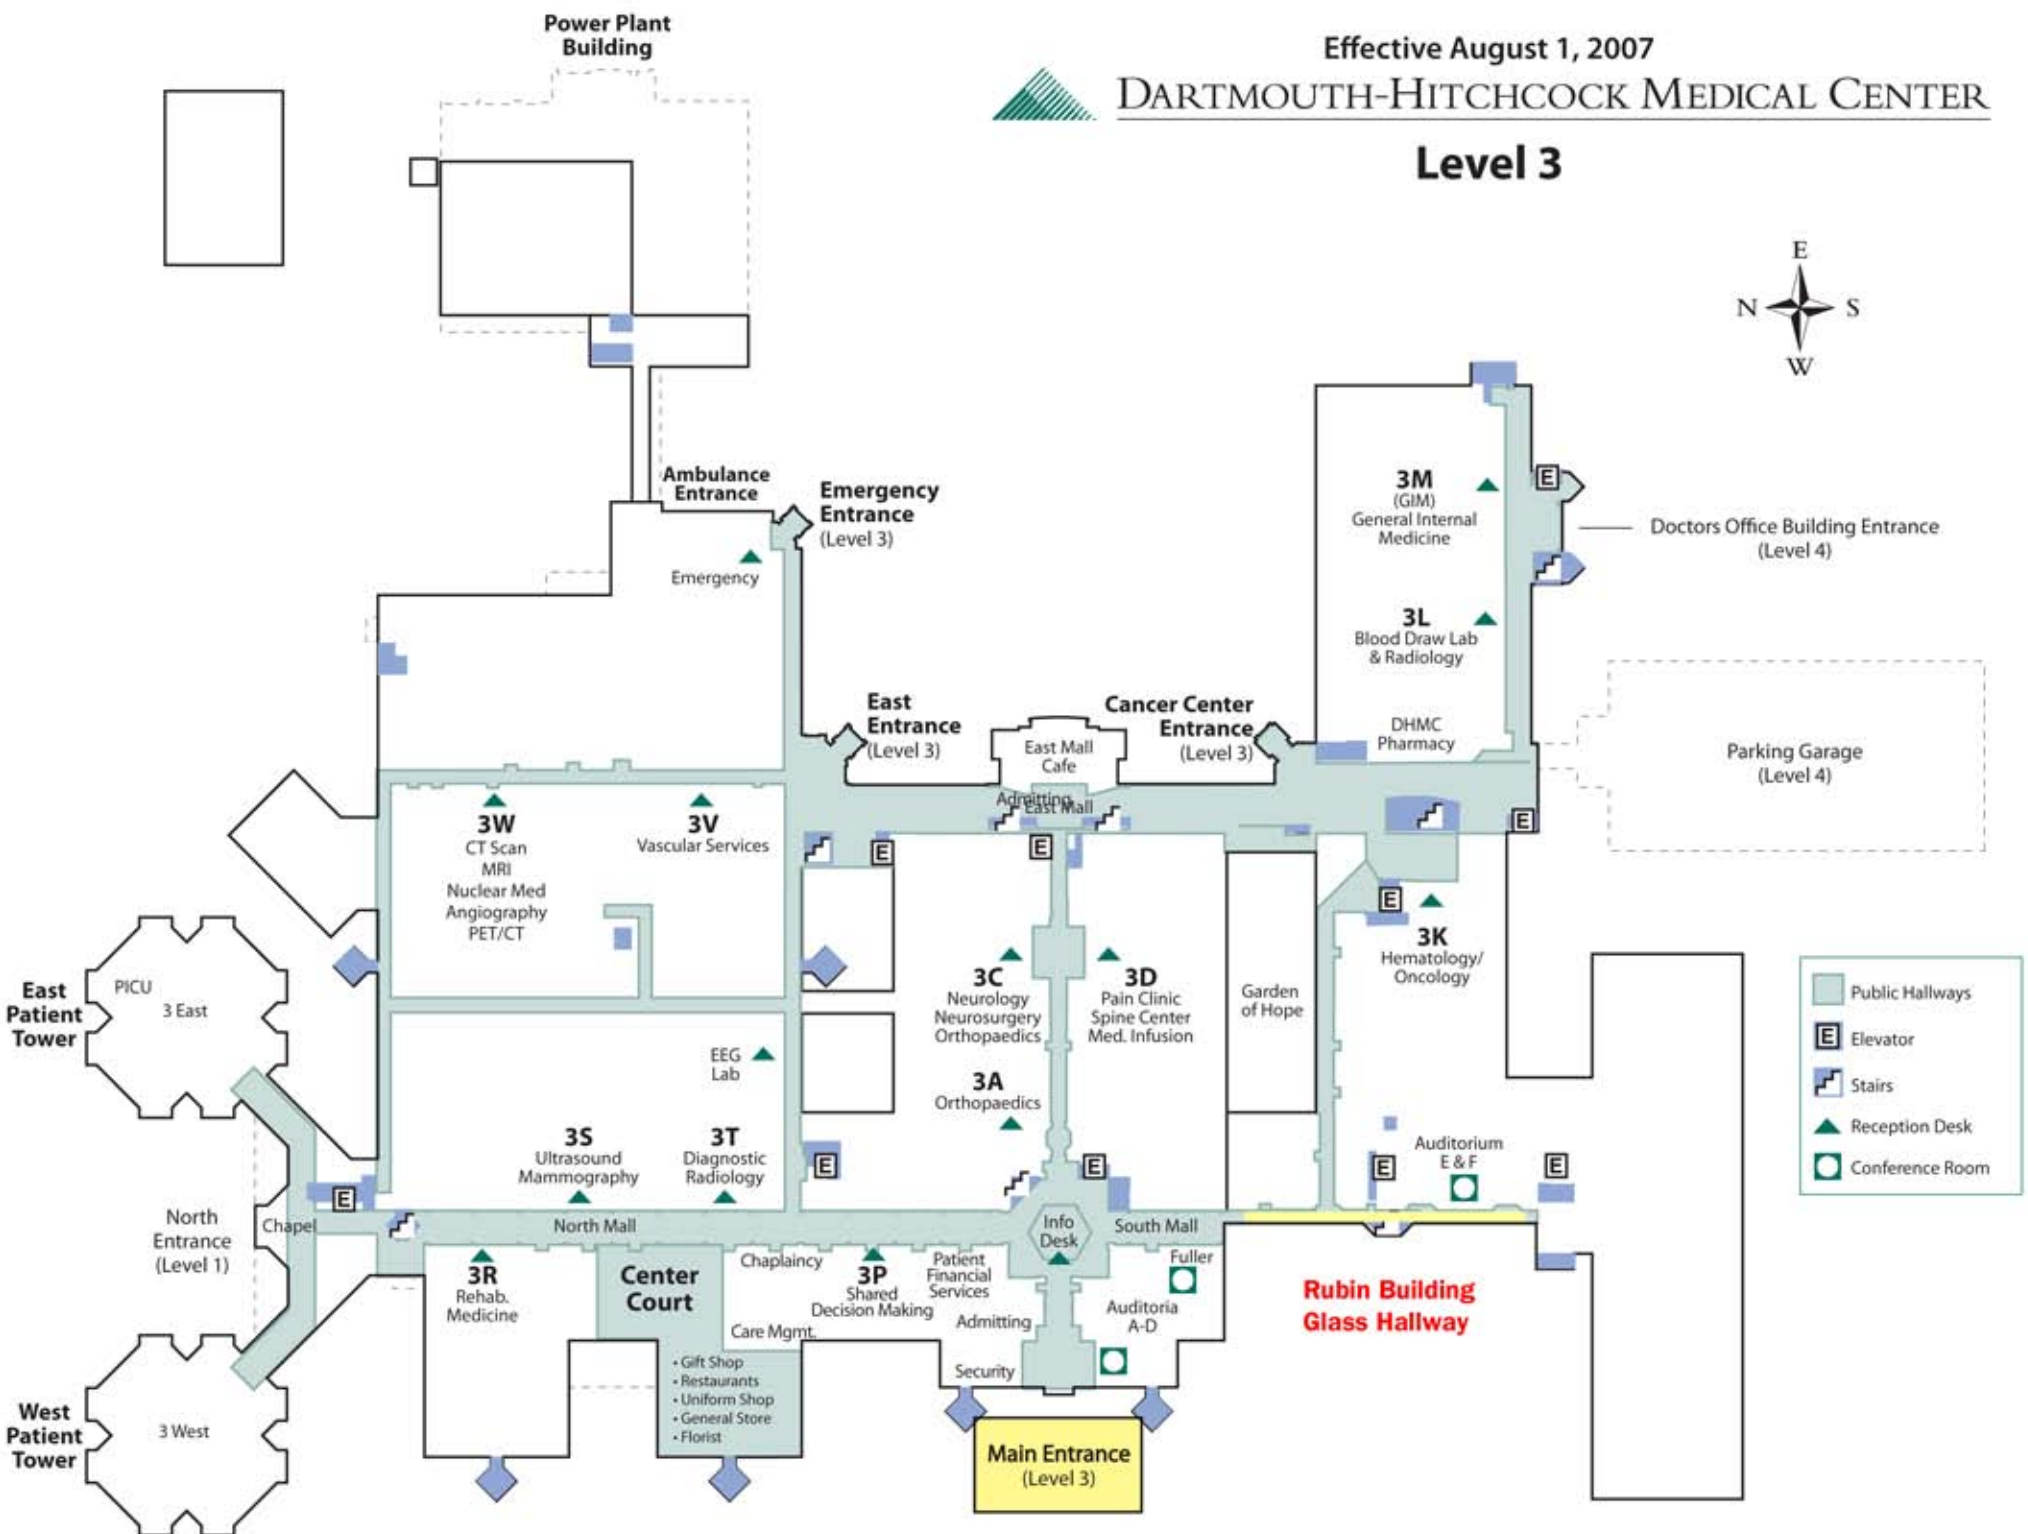 Power Plant
Building
Effective August 1, 2007
DARTMOUTH-HITCHCOCK MEDICAL CENTER
Level 3
E
N
S
W
Ambulance
Entrance
Emergency
Entrance
(Level 3)
Emergency
3M
(GIM)
General Internal
Medicine
E
Doctors Office Building Entrance
(Level 4)
3L
Blood Draw Lab
& Radiology
DHMC
Pharmacy
Parking Garage
(Level 4)
East
Entrance
(Level 3)
East Mall
Cafe
Cancer Center
Entrance
(Level 3)
Admitting
East Mall
E
E
E
3W
CT Scan
MRI
Nuclear Med
Angiography
PET/CT
3V
Vascular Services
E
3K
Hematology/
Oncology
3C
Neurology
Neurosurgery
Orthopaedics
3D
Pain Clinic
Spine Center
Med. Infusion
Garden
of Hope
East
Patient
Tower
PICU
3 East
Public Hallways
E
Elevator
Stairs
Reception Desk
Conference Room
EEG
Lab
3A
Orthopaedics
3S
Ultrasound
Mammography
3T
Diagnostic
Radiology
E
E
Auditorium
E & F
E
E
E
North
Entrance
(Level 1)
Chapel
North Mall
Info
Desk
South Mall
3R
Rehab.
Medicine
Center
Court
Chaplaincy
3P
Shared
Decision Making
Patient
Financial
Services
Fuller
Auditoria
A-D
Admitting
Care Mgmt.
Security
Rubin Building
Glass Hallway
• Gift Shop
• Restaurants
• Uniform Shop
• General Store
• Florist
West
Patient
Tower
3 West
Main Entrance
(Level 3)